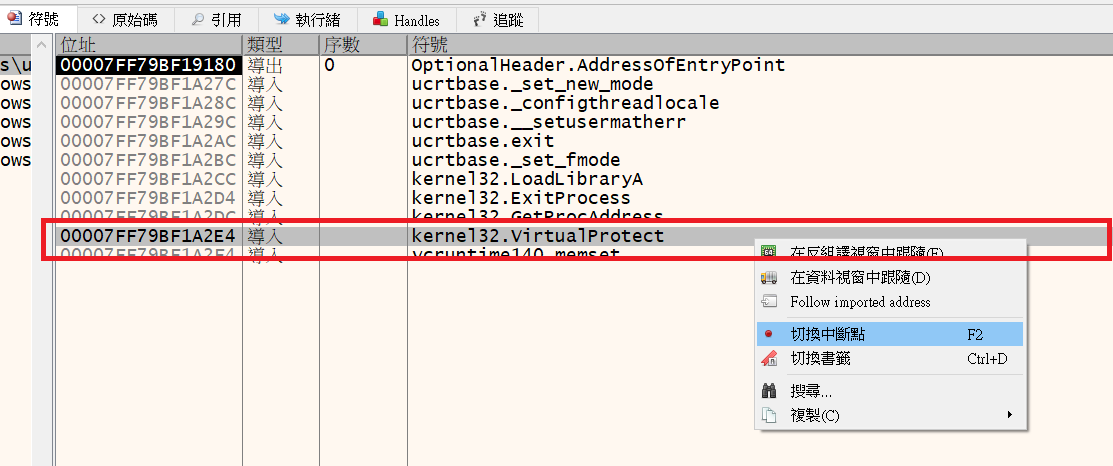 符號 原始碼 引用 執行緒 Handles 追蹤
位址 類型 序數 符號
s\u 00007FF79BF19180 導出 0 OptionalHeader.AddressOfEntryPoint
ows 00007FF79BF1A27C 導入 ucrtbase._set_new_mode
ows 00007FF79BF1A28C 導入 ucrtbase._configthreadlocale
ows 00007FF79BF1A29C 導入 ucrtbase.__setusermatherr
ows 00007FF79BF1A2AC 導入 ucrtbase.exit
ows 00007FF79BF1A2BC 導入 ucrtbase._set_fmode
00007FF79BF1A2CC 導入 kernel32.LoadLibraryA
00007FF79BF1A2D4 導入 kernel32.ExitProcess
00007FF79BF1A2DC 導入 kernel32.GetProcAddress
00007FF79BF1A2E4 導入 kernel32.VirtualProtect
00007FF79BF1A2F4 導入 vcruntime140.memset
在反組譯視窗中跟隨(F)
在資料視窗中跟隨(D)
Follow imported address
切換中斷點 F2
切換書籤 Ctrl+D
搜尋...
複製(C)